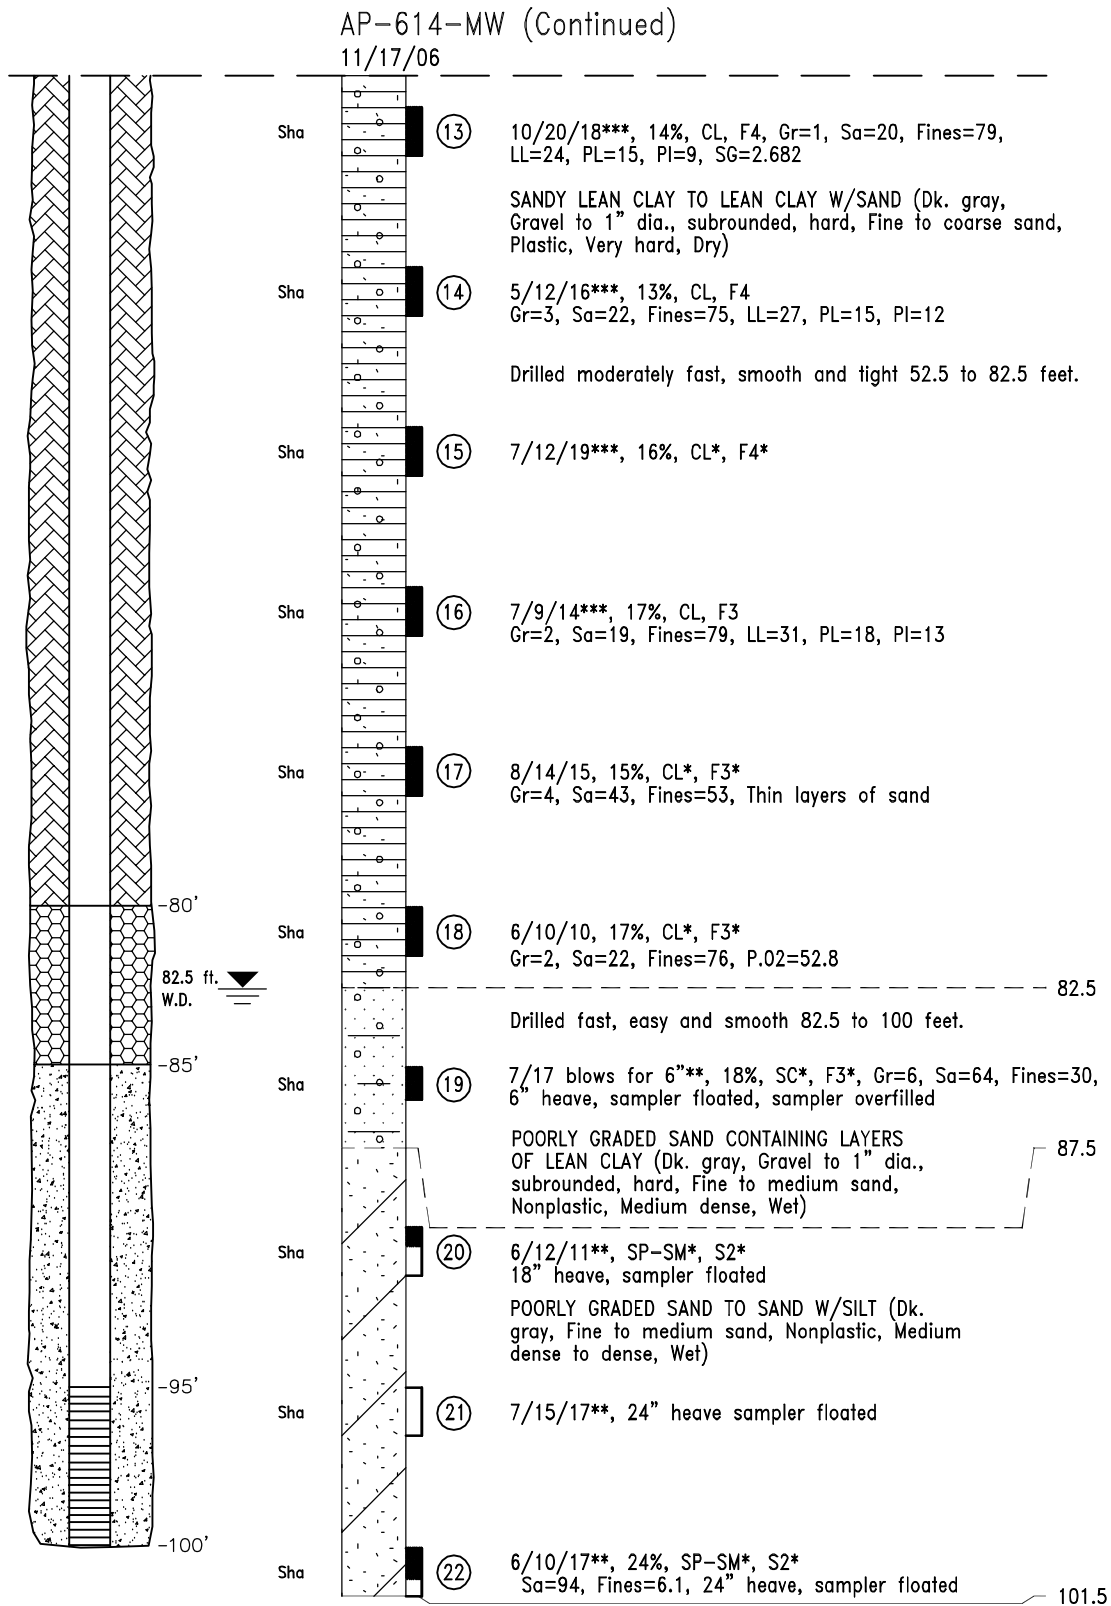 AP-614-MW (Continued)
11/17/06
Sha
13
10/20/18***, 14%, CL, F4, Gr=1, Sa=20, Fines=79,
LL=24, PL=15, PI=9, SG=2.682
SANDY LEAN CLAY TO LEAN CLAY W/SAND (Dk. gray,
Gravel to 1" dia., subrounded, hard, Fine to coarse sand,
Plastic, Very hard, Dry)
Sha
14
5/12/16***, 13%, CL, F4
Gr=3, Sa=22, Fines=75, LL=27, PL=15, PI=12
Drilled moderately fast, smooth and tight 52.5 to 82.5 feet.
Sha
15
7/12/19***, 16%, CL*, F4*
Sha
16
7/9/14***, 17%, CL, F3
Gr=2, Sa=19, Fines=79, LL=31, PL=18, PI=13
Sha
17
8/14/15, 15%, CL*, F3*
Gr=4, Sa=43, Fines=53, Thin layers of sand
-80'
Sha
18
6/10/10, 17%, CL*, F3*
Gr=2, Sa=22, Fines=76, P.02=52.8
82.5 ft.
W.D.
82.5
Drilled fast, easy and smooth 82.5 to 100 feet.
-85'
Sha
19
7/17 blows for 6"**, 18%, SC*, F3*, Gr=6, Sa=64, Fines=30,
6" heave, sampler floated, sampler overfilled
POORLY GRADED SAND CONTAINING LAYERS
OF LEAN CLAY (Dk. gray, Gravel to 1" dia.,
subrounded, hard, Fine to medium sand,
Nonplastic, Medium dense, Wet)
87.5
Sha
20
6/12/11**, SP-SM*, S2*
18" heave, sampler floated
POORLY GRADED SAND TO SAND W/SILT (Dk.
gray, Fine to medium sand, Nonplastic, Medium
dense to dense, Wet)
-95'
Sha
21
7/15/17**, 24" heave sampler floated
-100'
Sha
22
6/10/17**, 24%, SP-SM*, S2*
Sa=94, Fines=6.1, 24" heave, sampler floated
101.5